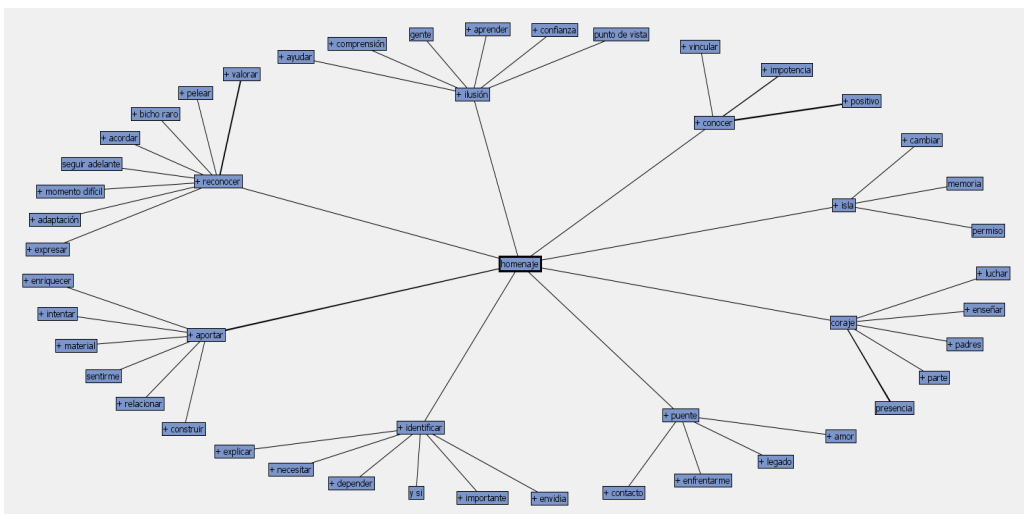 + ayudar
+ comprensión
gente
+ aprender
+ confianza
punto de vista
+ ilusión
+ vincular
+ impotencia
+ positivo
+ conocer
+ valorar
+ pelear
+ bicho raro
+ acordar
seguir adelante
+ momento difícil
+ adaptación
+ expresar
+ reconocer
+ cambiar
memoria
permiso
+ isla
homenaje
+ enriquecer
+ intentar
+ material
sentirme
+ relacionar
+ construir
+ aportar
+ luchar
+ enseñar
+ padres
+ parte
presencia
coraje
+ identificar
+ explicar
+ necesitar
+ depender
y si
+ importante
+ envidia
+ puente
+ amor
+ legado
+ enfrentarme
+ contacto